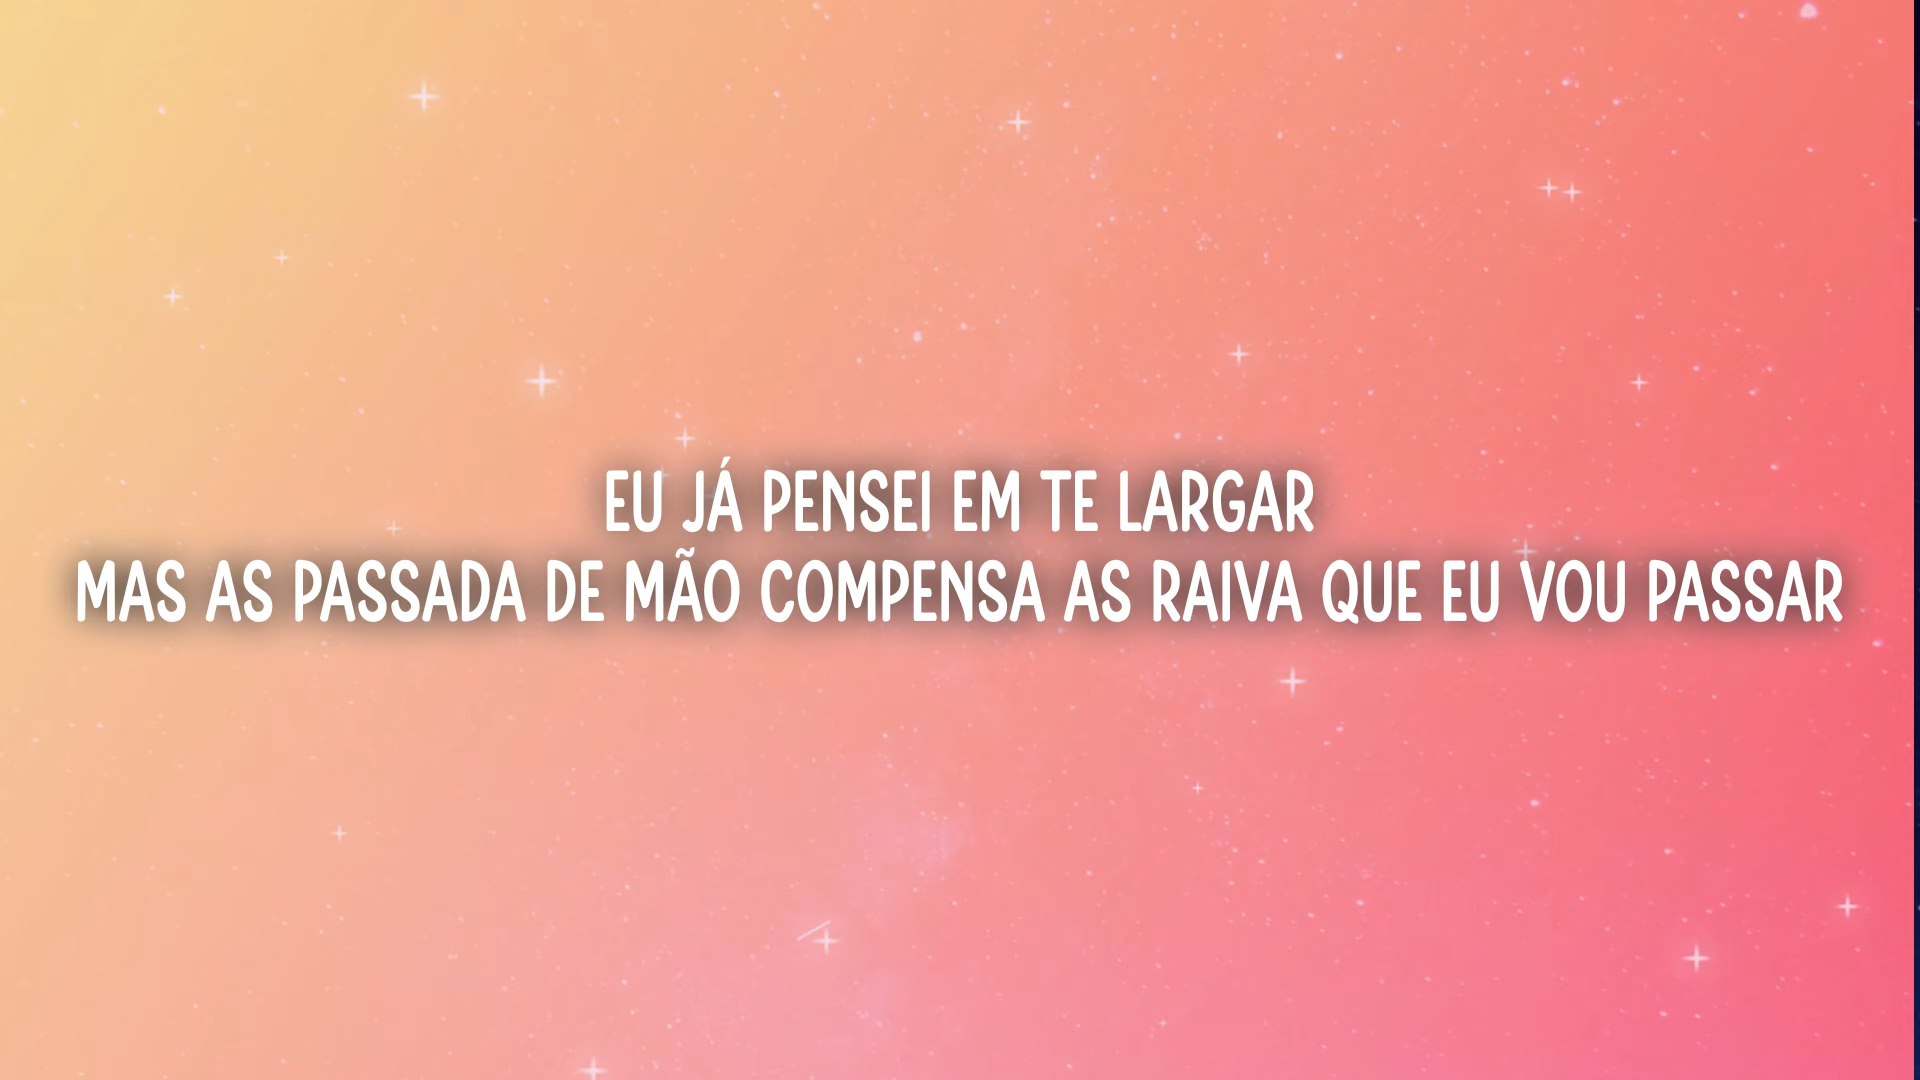 EU JÁ PENSEI EM TE LARGAR
MAS AS PASSADA DE MÃO COMPENSA AS RAIVA QUE EU VOU PASSAR